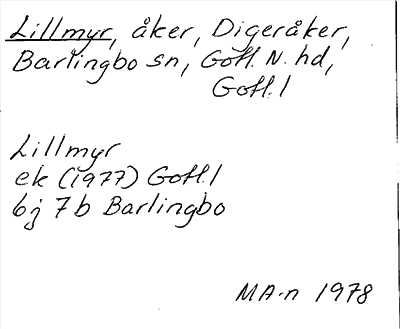 Lillmyr, åker, Digeråker,
Barlingbo sn, Gotl. N. hd,
Gotl. l
Lillmyr
ek (1977) Gotl. l
6j 7b Barlingbo
MA-n 1978